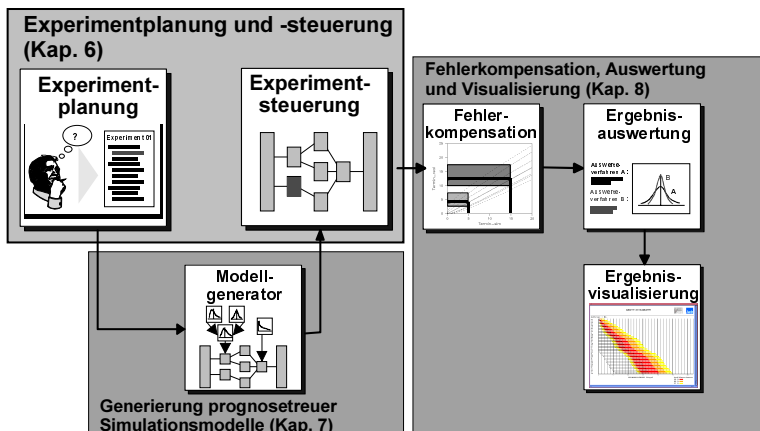 Experimentplanung und -steuerung
(Kap. 6)
Experiment-
planung
?
Experiment 01
Experiment-
steuerung
Fehlerkompensation, Auswertung
und Visualisierung (Kap. 8)
Fehler-
kompensation
Ergebnis-
auswertung
Auswerte-
verfahren A :
Auswerte-
verfahren B :
B
A
Modell-
generator
Ergebnis-
visualisierung
Generierung prognosetreuer
Simulationsmodelle (Kap. 7)